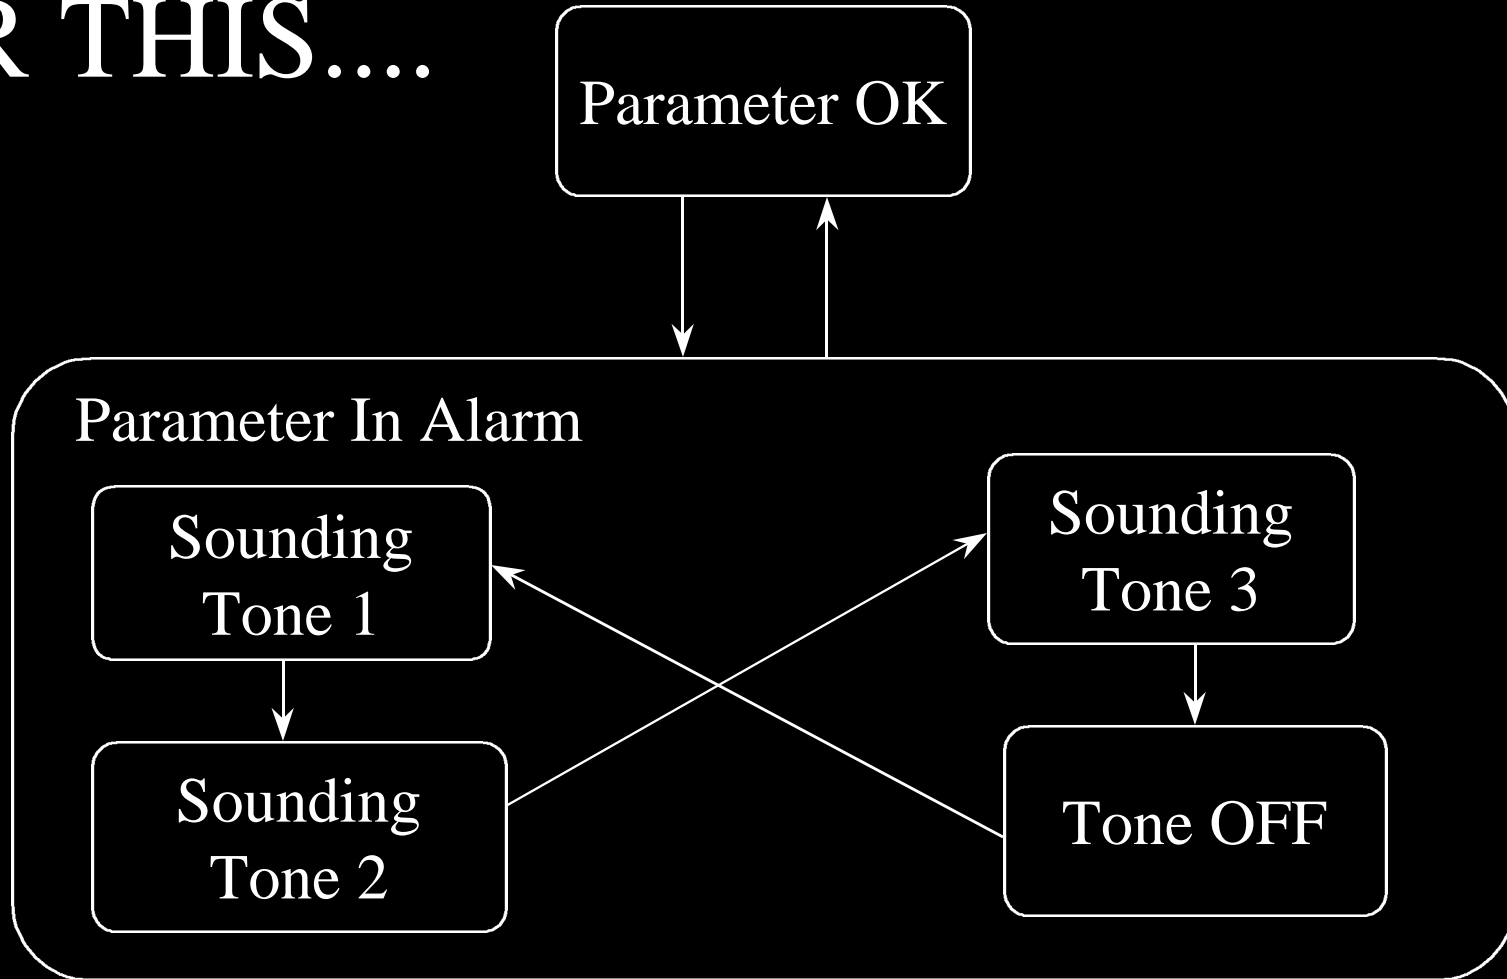 R THIS....
Parameter OK
Parameter In Alarm
Sounding
Tone 1
Sounding
Tone 3
Sounding
Tone 2
Tone OFF